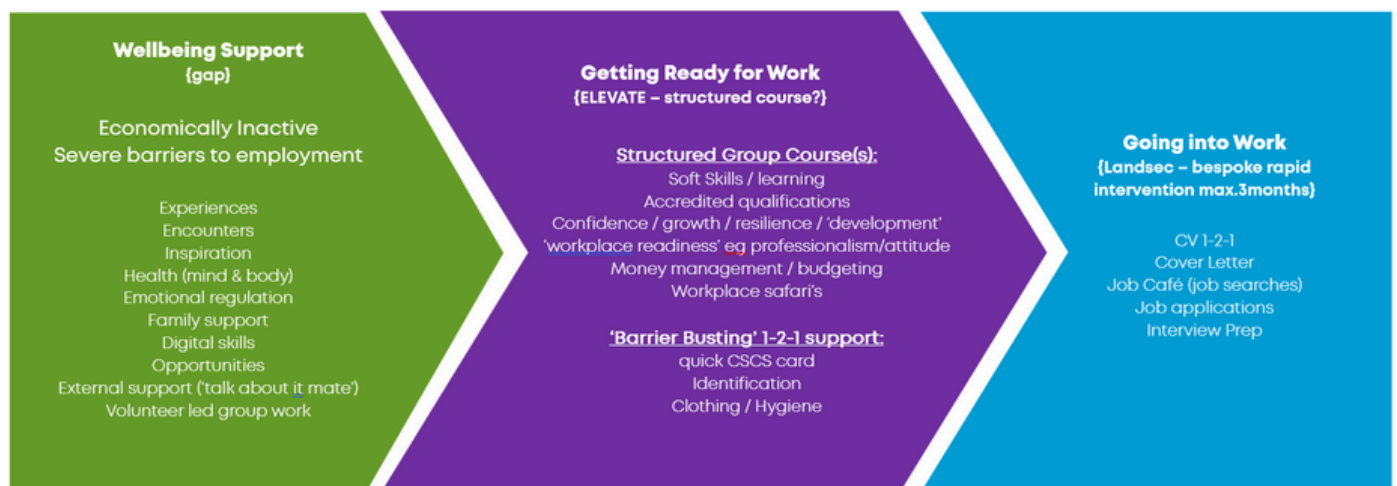 Wellbeing Support
{gap}
Economically Inactive
Severe barriers to employment
Experiences
Encounters
Inspiration
Health (mind & body)
Emotional regulation
Family support
Digital skills
Opportunities
External support ('talk about it mate')
Volunteer led group work
Getting Ready for Work
{ELEVATE – structured course?}
Structured Group Course(s):
Soft Skills / learning
Accredited qualifications
Confidence / growth / resilience / 'development'
'workplace readiness' eg professionalism/attitude
Money management / budgeting
Workplace safari's
'Barrier Busting' 1-2-1 support:
quick CSCS card
Identification
Clothing / Hygiene
Going into Work
{Landsec – bespoke rapid
intervention max.3months}
CV 1-2-1
Cover Letter
Job Café (job searches)
Job applications
Interview Prep